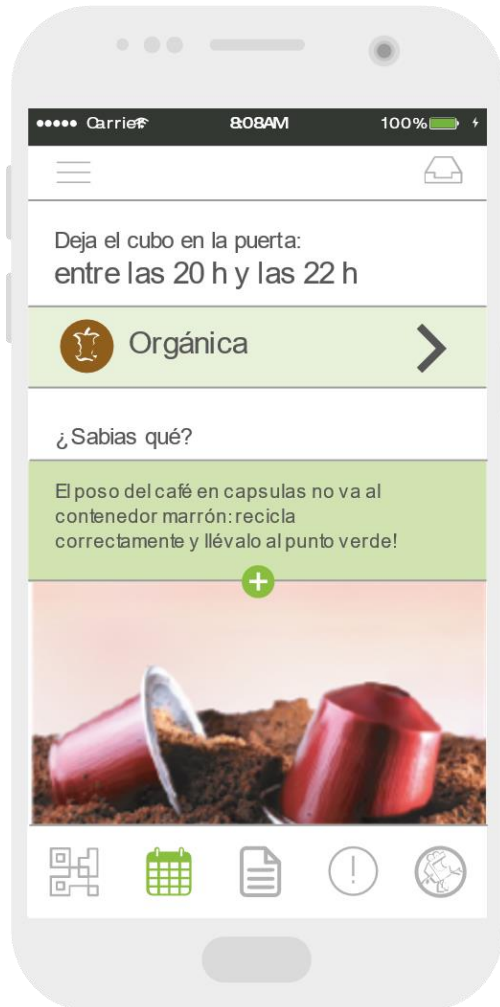 ••••• Carrier 8:08AM 100%
Deja el cubo en la puerta:
entre las 20 h y las 22 h
Orgánica
¿Sabias qué?
El poso del café en capsulas no va al
contenedor marrón: recicla
correctamente y llévalo al punto verde!